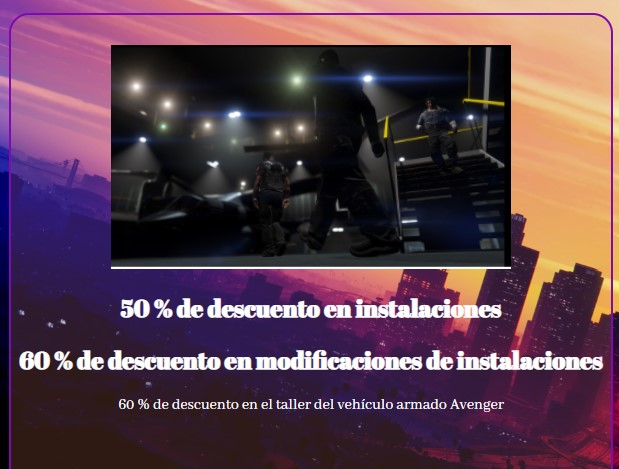 50 % de descuento en instalaciones
60 % de descuento en modificaciones de instalaciones
60 % de descuento en el taller del vehículo armado Avenger